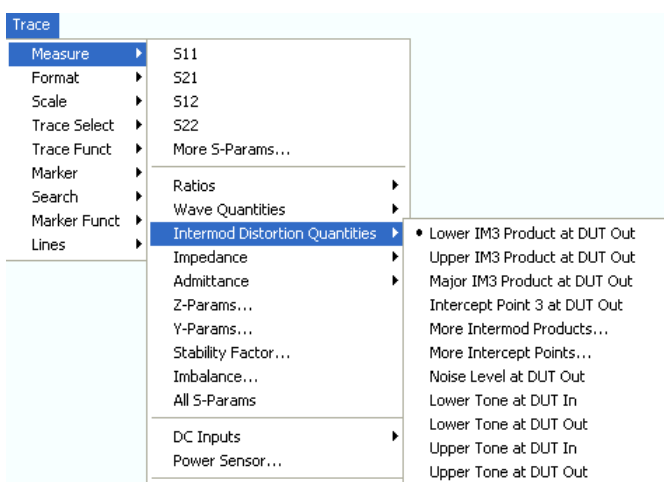 Trace
Measure
Format
Scale
Trace Select
Trace Funct
Marker
Search
Marker Funct
Lines
S11
S21
S12
S22
More S-Params...
Ratios
Wave Quantities
Intermod Distortion Quantities
Impedance
Admittance
Z-Params...
Y-Params...
Stability Factor...
Imbalance...
All S-Params
DC Inputs
Power Sensor...
Lower IM3 Product at DUT Out
Upper IM3 Product at DUT Out
Major IM3 Product at DUT Out
Intercept Point 3 at DUT Out
More Intermod Products...
More Intercept Points...
Noise Level at DUT Out
Lower Tone at DUT In
Lower Tone at DUT Out
Upper Tone at DUT In
Upper Tone at DUT Out